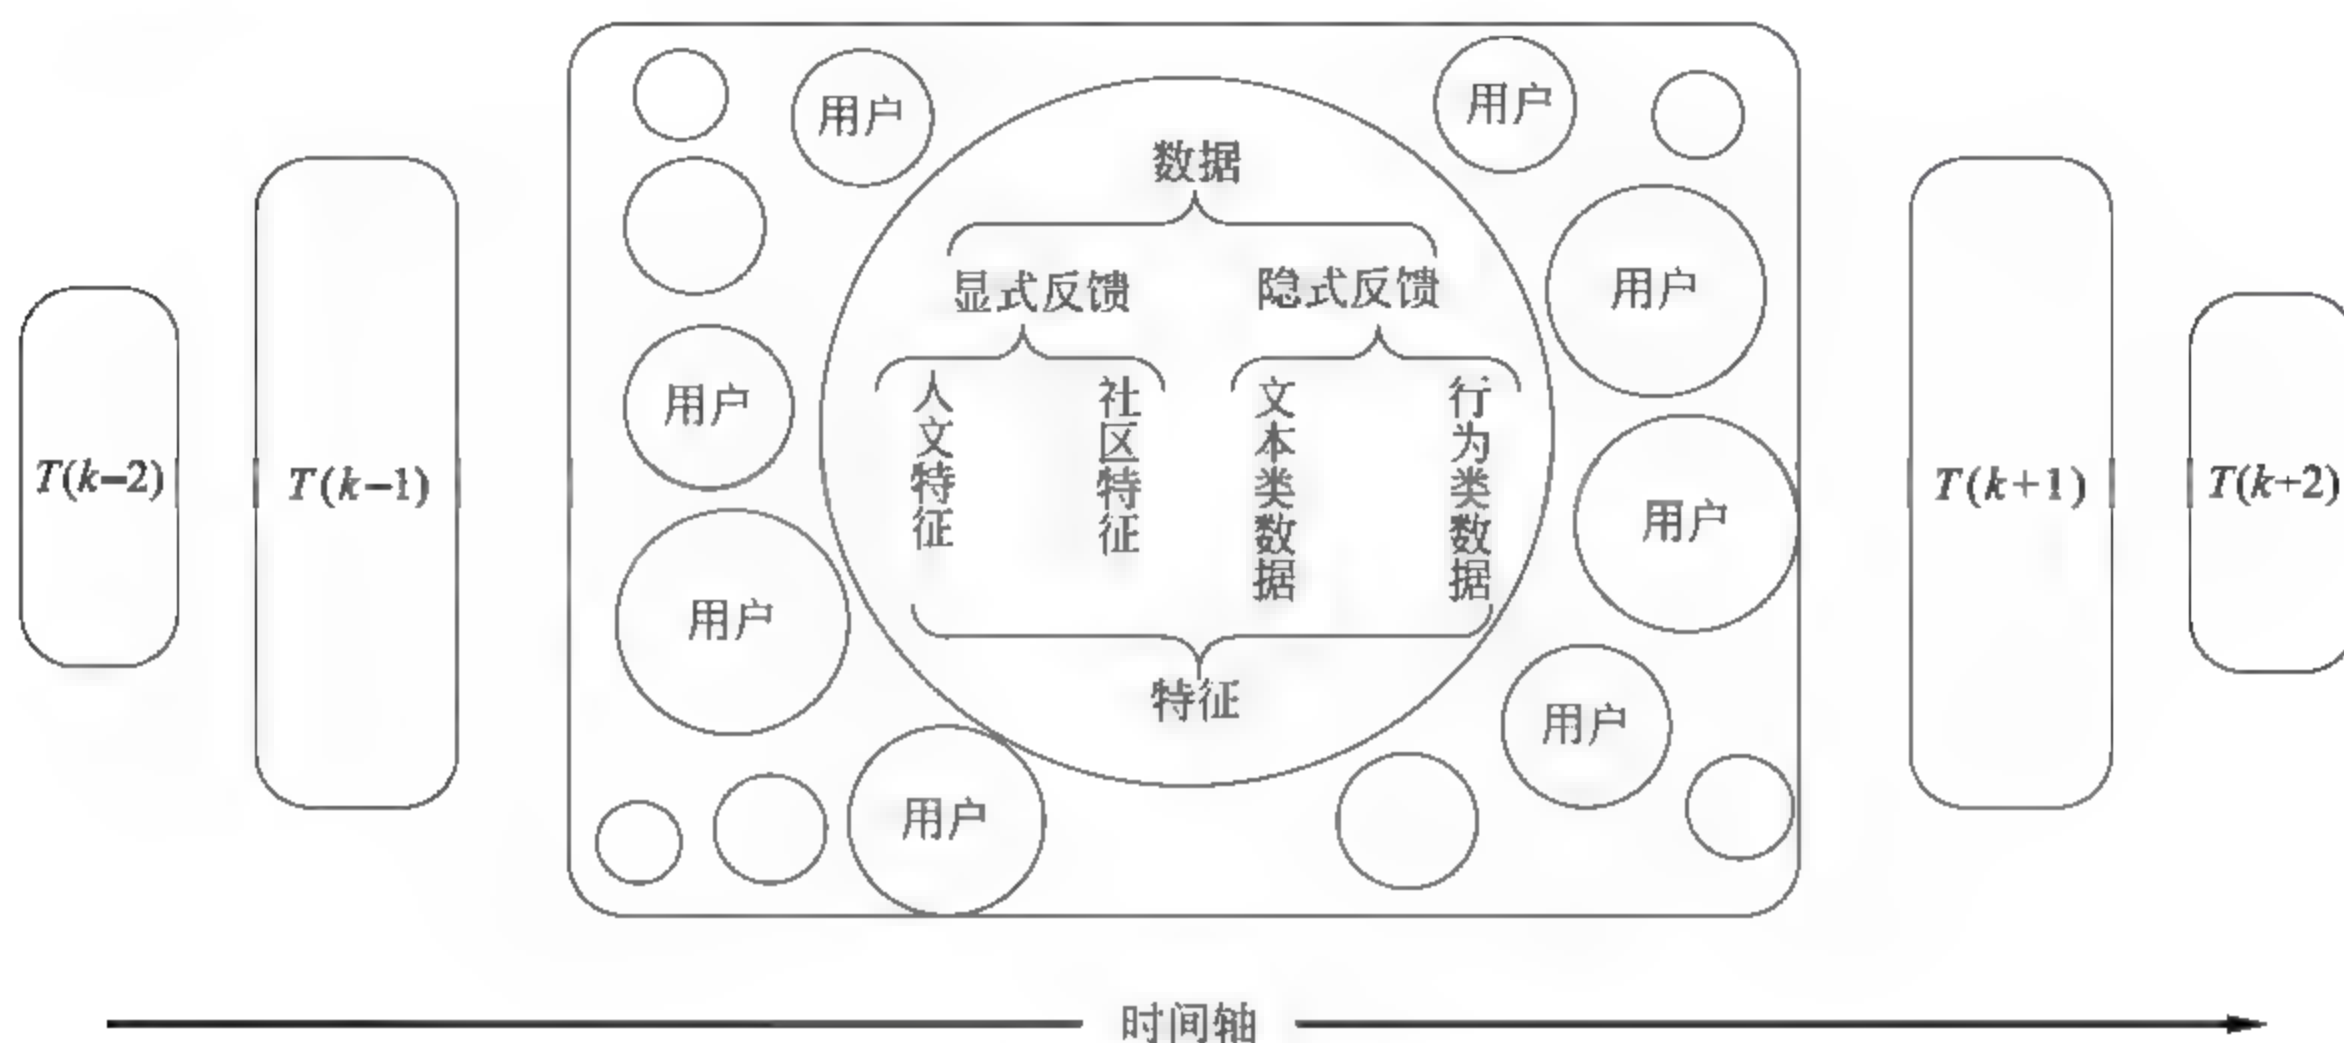 用户
用户
数据
显式反馈
隐式反馈
用户
用户
人文特征
社区特征
文本类数据
行为类数据
T(k-2)
T(k-1)
用户
T(k+1)
T(k+2)
用户
特征
用户
用户
时间轴